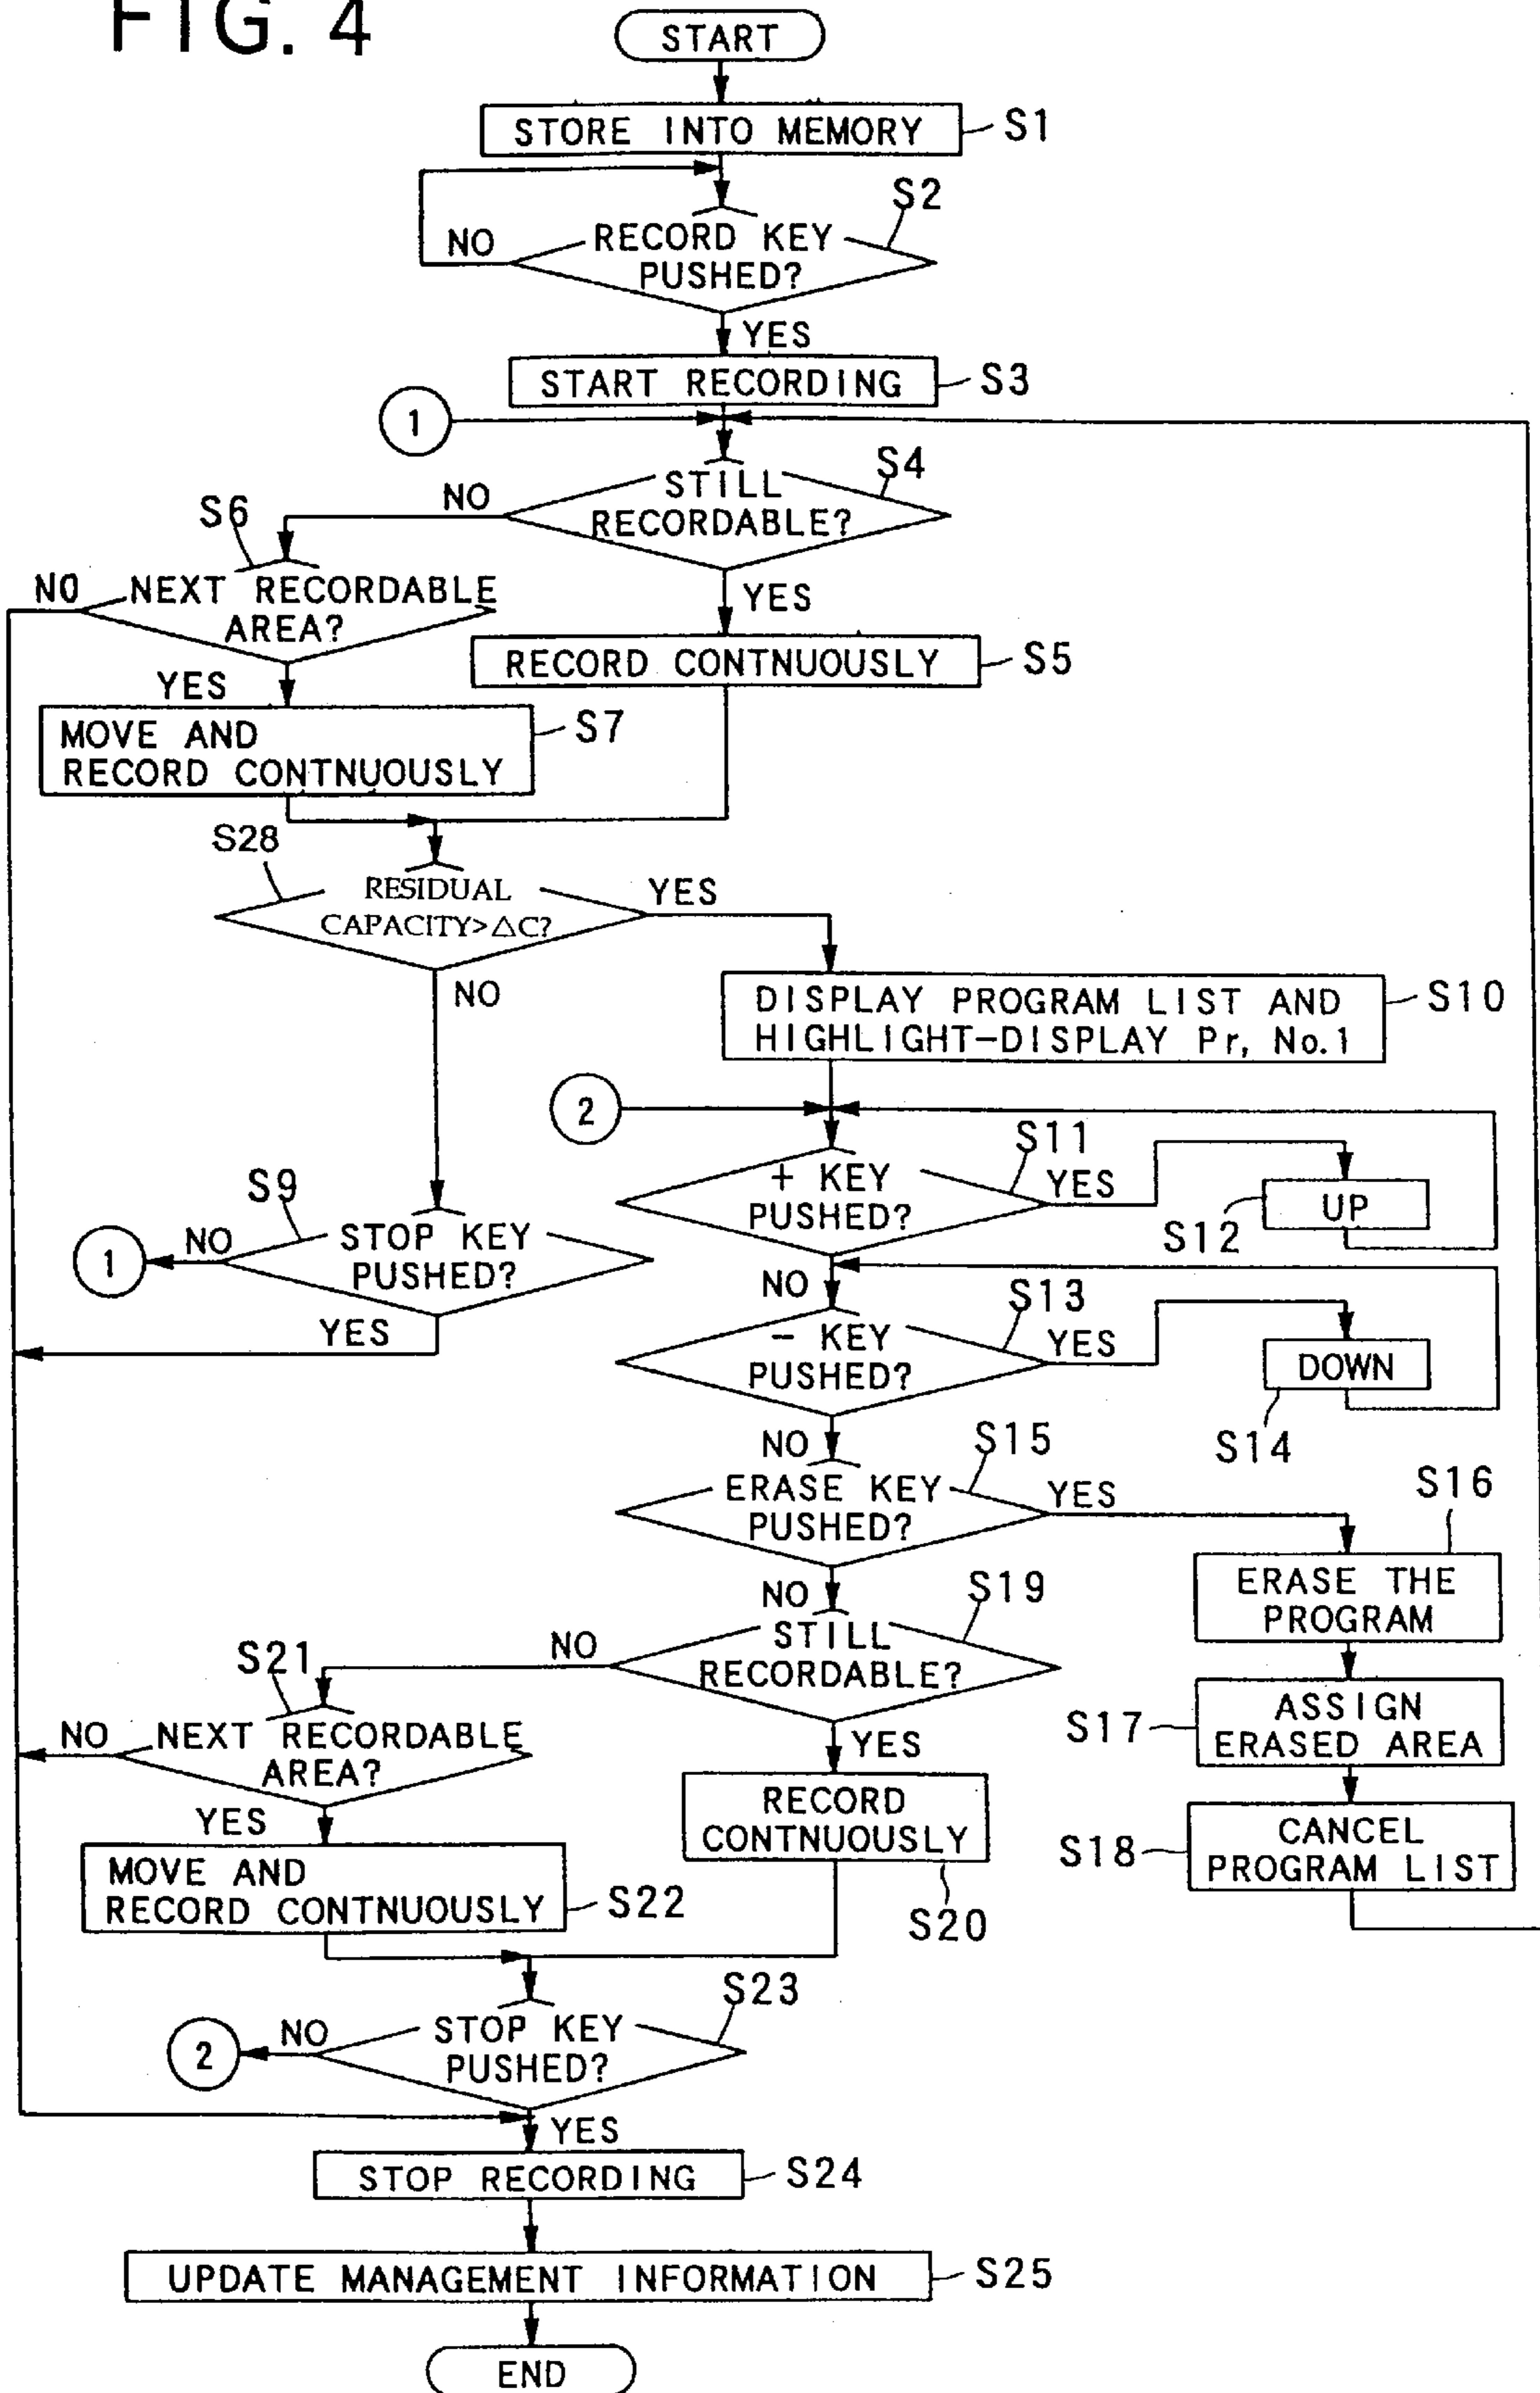 FIG. 4
START
STORE INTO MEMORY
S1
S2
NO
RECORD KEY
PUSHED?
YES
START RECORDING
S3
1
S4
STILL
RECORDABLE?
NO
S6
NO
NEXT RECORDABLE
AREA?
YES
RECORD CONTNUOUSLY
S5
YES
MOVE AND
RECORD CONTNUOUSLY
S7
S28
RESIDUAL
CAPACITY>△C?
YES
NO
DISPLAY PROGRAM LIST AND
HIGHLIGHT-DISPLAY Pr, No.1
S10
2
S11
+ KEY
PUSHED?
YES
UP
S12
S9
STOP KEY
PUSHED?
NO
1
YES
NO
S13
- KEY
PUSHED?
YES
DOWN
S14
NO
S15
ERASE KEY
PUSHED?
YES
S16
ERASE THE
PROGRAM
NO
S19
STILL
RECORDABLE?
NO
S21
NO
NEXT RECORDABLE
AREA?
YES
S17
ASSIGN
ERASED AREA
RECORD
CONTNUOUSLY
S20
S18
CANCEL
PROGRAM LIST
YES
MOVE AND
RECORD CONTNUOUSLY
S22
S23
STOP KEY
PUSHED?
NO
2
YES
STOP RECORDING
S24
UPDATE MANAGEMENT INFORMATION
S25
END